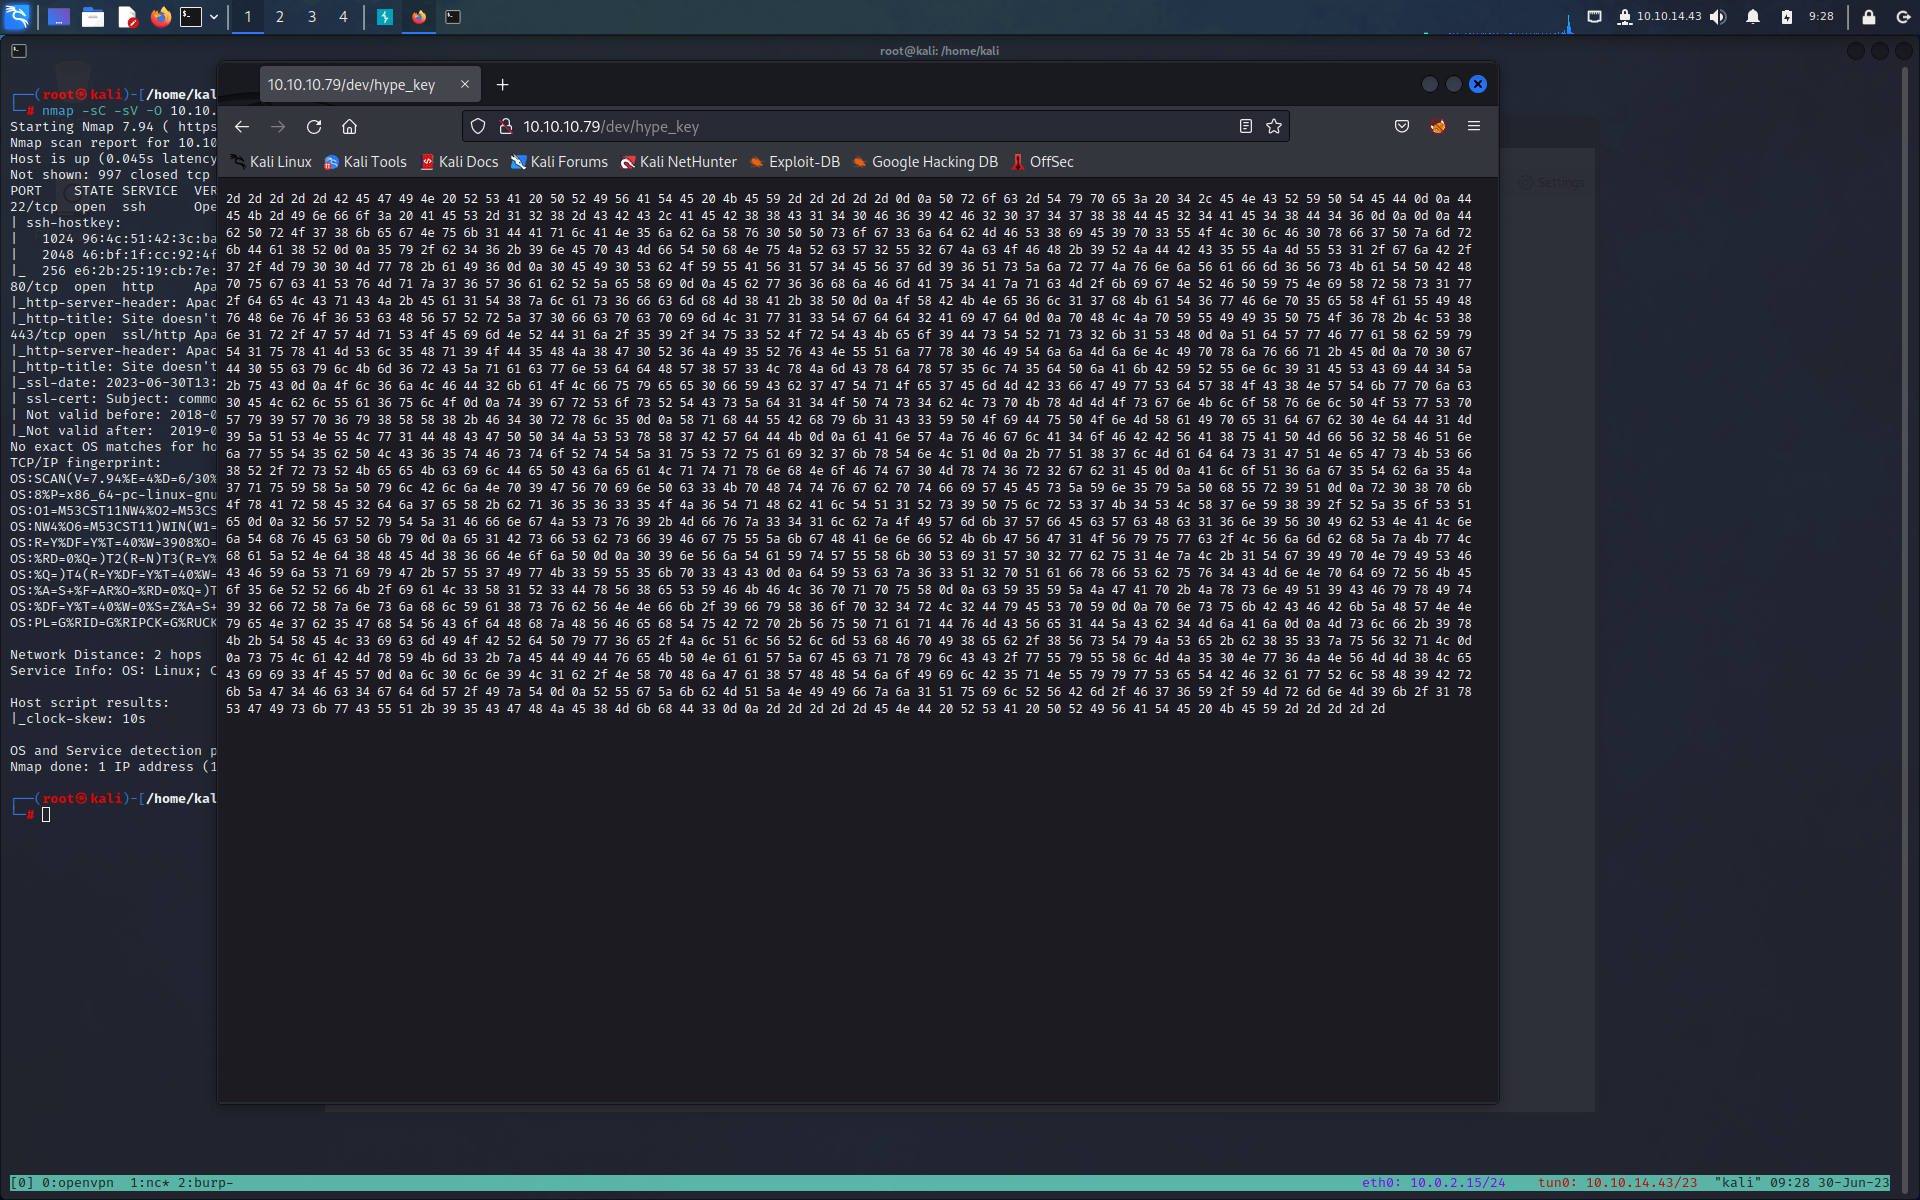 1 2 3 4
10.10.14.43
9:28
root@kali: /home/kali
10.10.10.79/dev/hype_key
10.10.10.79/dev/hype_key
Kali Linux Kali Tools Kali Docs Kali Forums Kali NetHunter Exploit-DB Google Hacking DB OffSec
(root㉿kali)-[/home/kal
# nmap -sC -sV -O 10.10.
Starting Nmap 7.94 ( https
Nmap scan report for 10.10
Host is up (0.045s latency
Not shown: 997 closed tcp
PORT STATE SERVICE VER
22/tcp open ssh Ope
| ssh-hostkey:
| 1024 96:4c:51:42:3c:ba
| 2048 46:bf:1f:cc:92:4f
|_ 256 e6:2b:25:19:cb:7e:
80/tcp open http Apa
|_http-server-header: Apac
|_http-title: Site doesn't
443/tcp open ssl/http Apa
|_http-server-header: Apac
|_http-title: Site doesn't
|_ssl-date: 2023-06-30T13:
| ssl-cert: Subject: commo
| Not valid before: 2018-0
|_Not valid after: 2019-0
No exact OS matches for ho
TCP/IP fingerprint:
OS:SCAN(V=7.94%E=4%D=6/30%
OS:8%P=x86_64-pc-linux-gnu
OS:O1=M53CST11NW4%O2=M53CS
OS:NW4%O6=M53CST11)WIN(W1=
OS:R=Y%DF=Y%T=40%W=3908%O=
OS:%RD=0%Q=)T2(R=N)T3(R=Y%
OS:%Q=)T4(R=Y%DF=Y%T=40%W=
OS:%A=S+%F=AR%O=%RD=0%Q=)T
OS:%DF=Y%T=40%W=0%S=Z%A=S+
OS:PL=G%RID=G%RIPCK=G%RUCK
Network Distance: 2 hops
Service Info: OS: Linux; C
Host script results:
|_clock-skew: 10s
OS and Service detection p
Nmap done: 1 IP address (1
(root㉿kali)-[/home/kal
#
2d 2d 2d 2d 2d 42 45 47 49 4e 20 52 53 41 20 50 52 49 56 41 54 45 20 4b 45 59 2d 2d 2d 2d 2d 0d 0a 50 72 6f 63 2d 54 79 70 65 3a 20 34 2c 45 4e 43 52 59 50 54 45 44 0d 0a 44
45 4b 2d 49 6e 66 6f 3a 20 41 45 53 2d 31 32 38 2d 43 42 43 2c 41 45 42 38 38 43 31 34 30 46 36 39 42 46 32 30 37 34 37 38 38 44 45 32 34 41 45 34 38 44 34 36 0d 0a 0d 0a 44
62 50 72 4f 37 38 6b 65 67 4e 75 6b 31 44 41 71 6c 41 4e 35 6a 62 6a 58 76 30 50 50 73 6f 67 33 6a 64 62 4d 46 53 38 69 45 39 70 33 55 4f 4c 30 6c 46 30 78 66 37 50 7a 6d 72
6b 44 61 38 52 0d 0a 35 79 2f 62 34 36 2b 39 6e 45 70 43 4d 66 54 50 68 4e 75 4a 52 63 57 32 55 32 67 4a 63 4f 46 48 2b 39 52 4a 44 42 43 35 55 4a 4d 55 53 31 2f 67 6a 42 2f
37 2f 4d 79 30 30 4d 77 78 2b 61 49 36 0d 0a 30 45 49 30 53 62 4f 59 55 41 56 31 57 34 45 56 37 6d 39 36 51 73 5a 6a 72 77 4a 76 6e 6a 56 61 66 6d 36 56 73 4b 61 54 50 42 48
70 75 67 63 41 53 76 4d 71 7a 37 36 57 36 61 62 52 5a 65 58 69 0d 0a 45 62 77 36 36 68 6a 46 6d 41 75 34 41 7a 71 63 4d 2f 6b 69 67 4e 52 46 50 59 75 4e 69 58 72 58 73 31 77
2f 64 65 4c 43 71 43 4a 2b 45 61 31 54 38 7a 6c 61 73 36 66 63 6d 68 4d 38 41 2b 38 50 0d 0a 4f 58 42 4b 4e 65 36 6c 31 37 68 4b 61 54 36 77 46 6e 70 35 65 58 4f 61 55 49 48
76 48 6e 76 4f 36 53 63 48 56 57 52 72 5a 37 30 66 63 70 63 70 69 6d 4c 31 77 31 33 54 67 64 64 32 41 69 47 64 0d 0a 70 48 4c 4a 70 59 55 49 49 35 50 75 4f 36 78 2b 4c 53 38
6e 31 72 2f 47 57 4d 71 53 4f 45 69 6d 4e 52 44 31 6a 2f 35 39 2f 34 75 33 52 4f 72 54 43 4b 65 6f 39 44 73 54 52 71 73 32 6b 31 53 48 0d 0a 51 64 57 77 46 77 61 58 62 59 79
54 31 75 78 41 4d 53 6c 35 48 71 39 4f 44 35 48 4a 38 47 30 52 36 4a 49 35 52 76 43 4e 55 51 6a 77 78 30 46 49 54 6a 6a 4d 6a 6e 4c 49 70 78 6a 76 66 71 2b 45 0d 0a 70 30 67
44 30 55 63 79 6c 4b 6d 36 72 43 5a 71 61 63 77 6e 53 64 64 48 57 38 57 33 4c 78 4a 6d 43 78 64 78 57 35 6c 74 35 64 50 6a 41 6b 42 59 52 55 6e 6c 39 31 45 53 43 69 44 34 5a
2b 75 43 0d 0a 4f 6c 36 6a 4c 46 44 32 6b 61 4f 4c 66 75 79 65 65 30 66 59 43 62 37 47 54 71 4f 65 37 45 6d 4d 42 33 66 47 49 77 53 64 57 38 4f 43 38 4e 57 54 6b 77 70 6a 63
30 45 4c 62 6c 55 61 36 75 6c 4f 0d 0a 74 39 67 72 53 6f 73 52 54 43 73 5a 64 31 34 4f 50 74 73 34 62 4c 73 70 4b 78 4d 4d 4f 73 67 6e 4b 6c 6f 58 76 6e 6c 50 4f 53 77 53 70
57 79 39 57 70 36 79 38 58 58 38 2b 46 34 30 72 78 6c 35 0d 0a 58 71 68 44 55 42 68 79 6b 31 43 33 59 50 4f 69 44 75 50 4f 6e 4d 58 61 49 70 65 31 64 67 62 30 4e 64 44 31 4d
39 5a 51 53 4e 55 4c 77 31 44 48 43 47 50 50 34 4a 53 53 78 58 37 42 57 64 44 4b 0d 0a 61 41 6e 57 4a 76 46 67 6c 41 34 6f 46 42 42 56 41 38 75 41 50 4d 66 56 32 58 46 51 6e
6a 77 55 54 35 62 50 4c 43 36 35 74 46 73 74 6f 52 74 54 5a 31 75 53 72 75 61 69 32 37 6b 78 54 6e 4c 51 0d 0a 2b 77 51 38 37 6c 4d 61 64 64 73 31 47 51 4e 65 47 73 4b 53 66
38 52 2f 72 73 52 4b 65 65 4b 63 69 6c 44 65 50 43 6a 65 61 4c 71 74 71 78 6e 68 4e 6f 46 74 67 30 4d 78 74 36 72 32 67 62 31 45 0d 0a 41 6c 6f 51 36 6a 67 35 54 62 6a 35 4a
37 71 75 59 58 5a 50 79 6c 42 6c 6a 4e 70 39 47 56 70 69 6e 50 63 33 4b 70 48 74 74 76 67 62 70 74 66 69 57 45 45 73 5a 59 6e 35 79 5a 50 68 55 72 39 51 0d 0a 72 30 38 70 6b
4f 78 41 72 58 45 32 64 6a 37 65 58 2b 62 71 36 35 36 33 35 4f 4a 36 54 71 48 62 41 6c 54 51 31 52 73 39 50 75 6c 72 53 37 4b 34 53 4c 58 37 6e 59 38 39 2f 52 5a 35 6f 53 51
65 0d 0a 32 56 57 52 79 54 5a 31 46 66 6e 67 4a 53 73 76 39 2b 4d 66 76 7a 33 34 31 6c 62 7a 4f 49 57 6d 6b 37 57 66 45 63 57 63 48 63 31 36 6e 39 56 30 49 62 53 4e 41 4c 6e
6a 54 68 76 45 63 50 6b 79 0d 0a 65 31 42 73 66 53 62 73 66 39 46 67 75 55 5a 6b 67 48 41 6e 6e 66 52 4b 6b 47 56 47 31 4f 56 79 75 77 63 2f 4c 56 6a 6d 62 68 5a 7a 4b 77 4c
68 61 5a 52 4e 64 38 48 45 4d 38 36 66 4e 6f 6a 50 0d 0a 30 39 6e 56 6a 54 61 59 74 57 55 58 6b 30 53 69 31 57 30 32 77 62 75 31 4e 7a 4c 2b 31 54 67 39 49 70 4e 79 49 53 46
43 46 59 6a 53 71 69 79 47 2b 57 55 37 49 77 4b 33 59 55 35 6b 70 33 43 43 0d 0a 64 59 53 63 7a 36 33 51 32 70 51 61 66 78 66 53 62 75 76 34 43 4d 6e 4e 70 64 69 72 56 4b 45
6f 35 6e 52 52 66 4b 2f 69 61 4c 33 58 31 52 33 44 78 56 38 65 53 59 46 4b 46 4c 36 70 71 70 75 58 0d 0a 63 59 35 59 5a 4a 47 41 70 2b 4a 78 73 6e 49 51 39 43 46 79 78 49 74
39 32 66 72 58 7a 6e 73 6a 68 6c 59 61 38 73 76 62 56 4e 4e 66 6b 2f 39 66 79 58 36 6f 70 32 34 72 4c 32 44 79 45 53 70 59 0d 0a 70 6e 73 75 6b 42 43 46 42 6b 5a 48 57 4e 4e
79 65 4e 37 62 35 47 68 54 56 43 6f 64 48 68 7a 48 56 46 65 68 54 75 42 72 70 2b 56 75 50 71 61 71 44 76 4d 43 56 65 31 44 5a 43 62 34 4d 6a 41 6a 0d 0a 4d 73 6c 66 2b 39 78
4b 2b 54 58 45 4c 33 69 63 6d 49 4f 42 52 64 50 79 77 36 65 2f 4a 6c 51 6c 56 52 6c 6d 53 68 46 70 49 38 65 62 2f 38 56 73 54 79 4a 53 65 2b 62 38 35 33 7a 75 56 32 71 4c 0d
0a 73 75 4c 61 42 4d 78 59 4b 6d 33 2b 7a 45 44 49 44 76 65 4b 50 4e 61 61 57 5a 67 45 63 71 78 79 6c 43 43 2f 77 55 79 55 58 6c 4d 4a 35 30 4e 77 36 4a 4e 56 4d 4d 38 4c 65
43 69 69 33 4f 45 57 0d 0a 6c 30 6c 6e 39 4c 31 62 2f 4e 58 70 48 6a 47 61 38 57 48 48 54 6a 6f 49 69 6c 42 35 71 4e 55 79 79 77 53 65 54 42 46 32 61 77 52 6c 58 48 39 42 72
6b 5a 47 34 46 63 34 67 64 6d 57 2f 49 7a 54 0d 0a 52 55 67 5a 6b 62 4d 51 5a 4e 49 49 66 7a 6a 31 51 75 69 6c 52 56 42 6d 2f 46 37 36 59 2f 59 4d 72 6d 6e 4d 39 6b 2f 31 78
53 47 49 73 6b 77 43 55 51 2b 39 35 43 47 48 4a 45 38 4d 6b 68 44 33 0d 0a 2d 2d 2d 2d 2d 45 4e 44 20 52 53 41 20 50 52 49 56 41 54 45 20 4b 45 59 2d 2d 2d 2d 2d
Settings
[0] 0:openvpn 1:nc* 2:burp-
eth0: 10.0.2.15/24 tun0: 10.10.14.43/23 "kali" 09:28 30-Jun-23